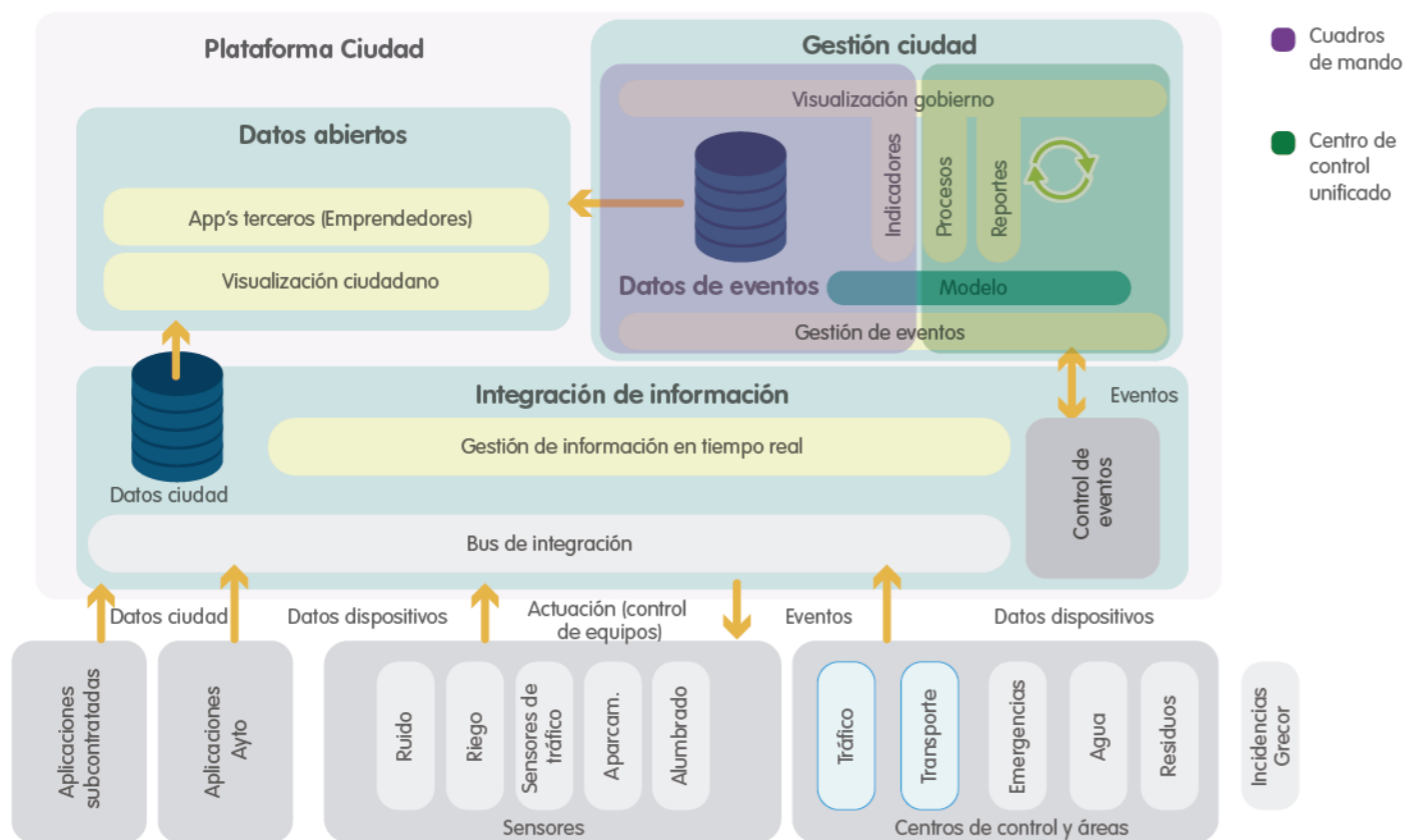 Plataforma Ciudad
Gestión ciudad
Cuadros
de mando
Centro de
control
unificado
Visualización gobierno
Indicadores
Procesos
Reportes
Datos de eventos
Modelo
Gestión de eventos
Datos abiertos
App's terceros (Emprendedores)
Visualización ciudadano
Integración de información
Eventos
Gestión de información en tiempo real
Datos ciudad
Control de
eventos
Bus de integración
Datos ciudad
Datos dispositivos
Actuación (control
de equipos)
Eventos
Datos dispositivos
Aplicaciones
subcontratadas
Aplicaciones
Ayto
Ruido
Riego
Sensores de
tráfico
Aparcam.
Alumbrado
Sensores
Tráfico
Transporte
Emergencias
Agua
Residuos
Centros de control y áreas
Incidencias
Grecor